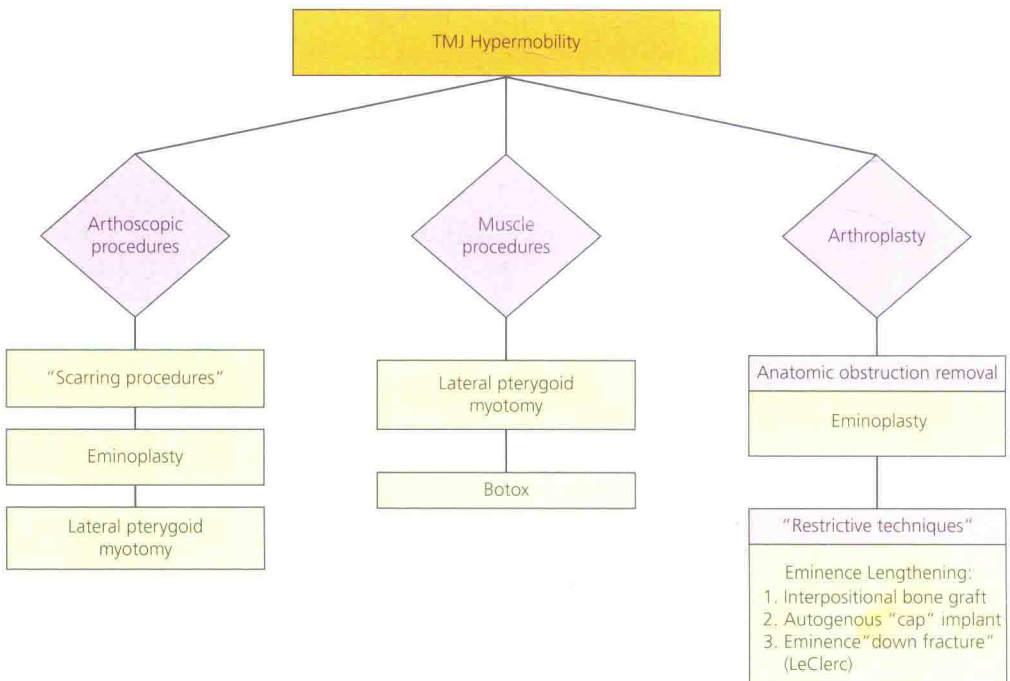 TMJ Hypermobility
Arthoscopic
procedures
Muscle
procedures
Arthroplasty
"Scarring procedures"
Eminoplasty
Lateral pterygoid
myotomy
Lateral pterygoid
myotomy
Botox
Anatomic obstruction removal
Eminoplasty
"Restrictive techniques"
Eminence Lengthening:
1. Interpositional bone graft
2. Autogenous "cap" implant
3. Eminence"down fracture"
(LeClerc)